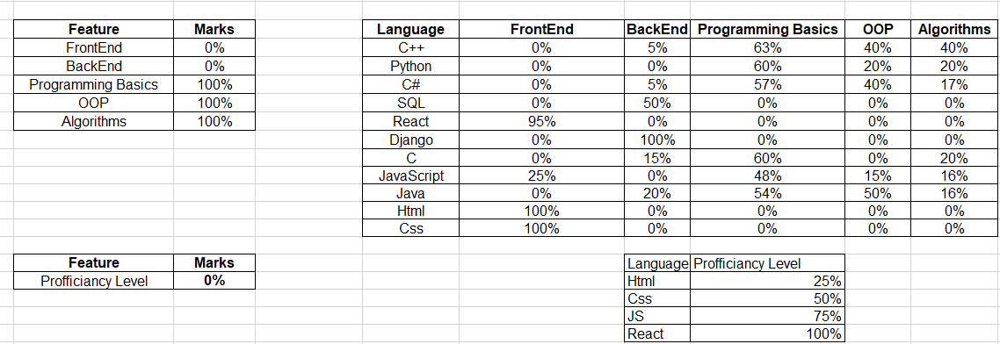 Feature Marks
FrontEnd 0%
BackEnd 0%
Programming Basics 100%
OOP 100%
Algorithms 100%
Language FrontEnd BackEnd Programming Basics OOP Algorithms
C++ 0% 5% 63% 40% 40%
Python 0% 0% 60% 20% 20%
C# 0% 5% 57% 40% 17%
SQL 0% 50% 0% 0% 0%
React 95% 0% 0% 0% 0%
Django 0% 100% 0% 0% 0%
C 0% 15% 60% 0% 20%
JavaScript 25% 0% 48% 15% 16%
Java 0% 20% 54% 50% 16%
Html 100% 0% 0% 0% 0%
Css 100% 0% 0% 0% 0%
Feature Marks
Profficiancy Level 0%
Language Profficiancy Level
Html 25%
Css 50%
JS 75%
React 100%